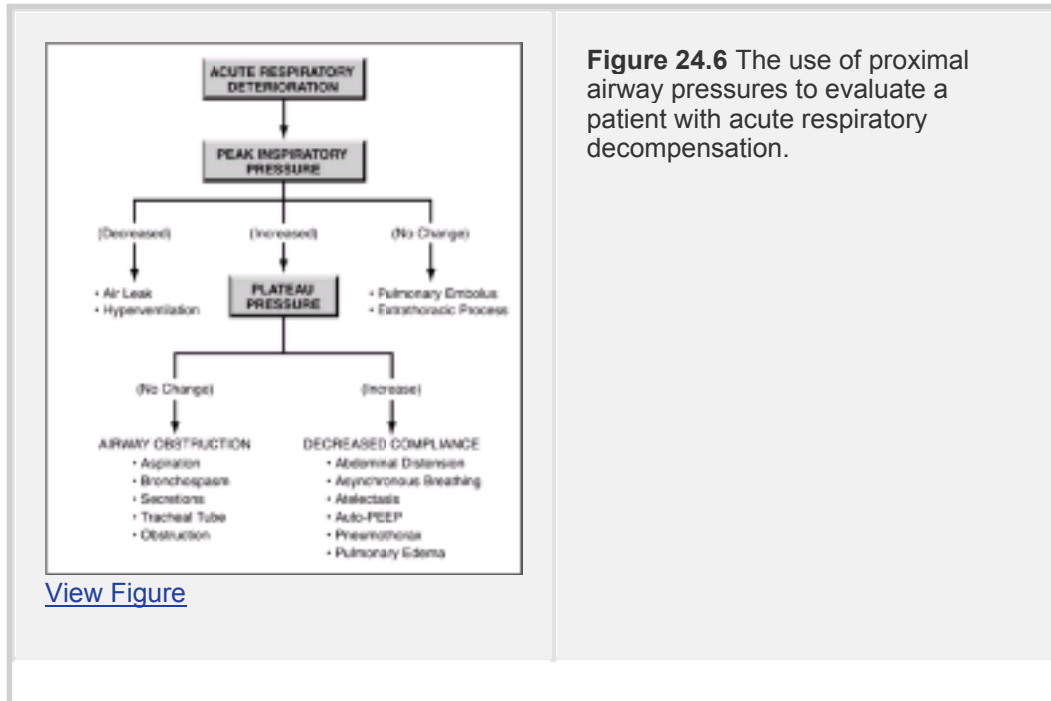 ACUTE RESPIRATORY
DETERIORATION
PEAK INSPIRATORY
PRESSURE
(Decreased)
(Increased)
(No Change)
• Air Leak
• Hyperventilation
PLATEAU
PRESSURE
• Pulmonary Embolus
• Extrathoracic Process
(No Change)
(Increase)
AIRWAY OBSTRUCTION
• Aspiration
• Bronchospasm
• Secretions
• Tracheal Tube
• Obstruction
DECREASED COMPLIANCE
• Abdominal Distension
• Asynchronous Breathing
• Atelectasis
• Auto-PEEP
• Pneumothorax
• Pulmonary Edema
View Figure
Figure 24.6 The use of proximal
airway pressures to evaluate a
patient with acute respiratory
decompensation.